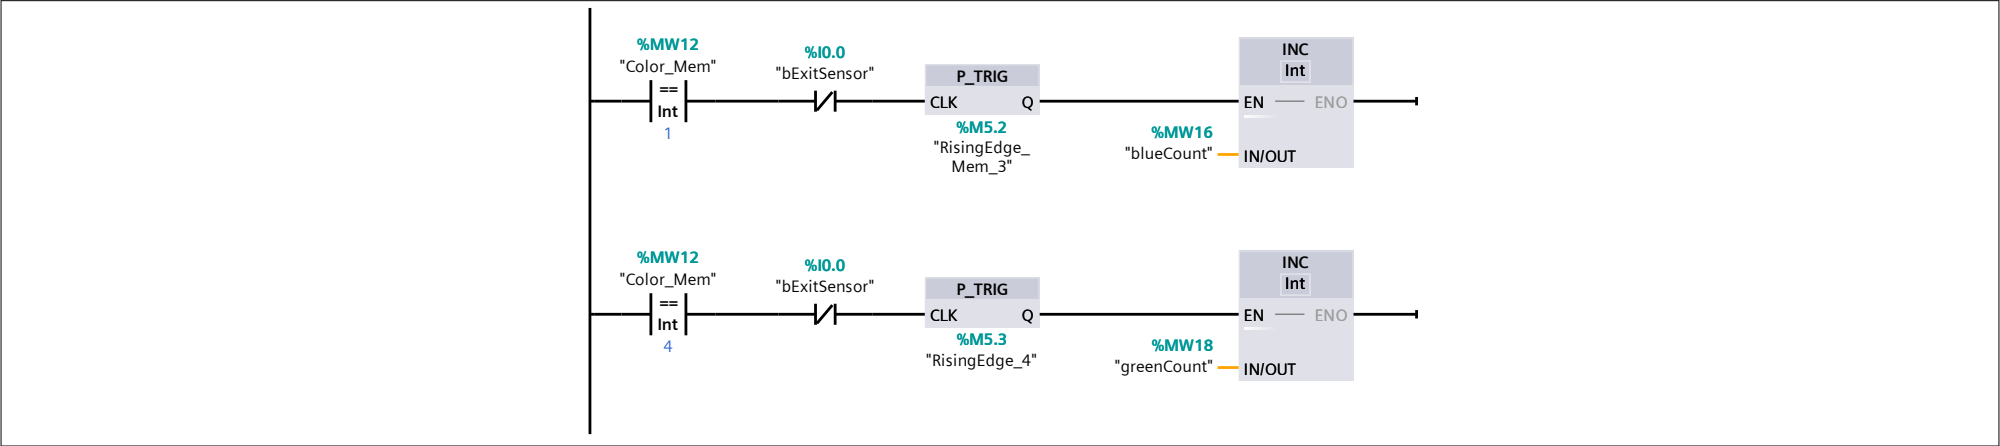 %MW12
"Color_Mem"
==
Int
1
%I0.0
"bExitSensor"
P_TRIG
CLK Q
%M5.2
"RisingEdge_
Mem_3"
INC
Int
EN ENO
%MW16
"blueCount"
IN/OUT
%MW12
"Color_Mem"
==
Int
4
%I0.0
"bExitSensor"
P_TRIG
CLK Q
%M5.3
"RisingEdge_4"
INC
Int
EN ENO
%MW18
"greenCount"
IN/OUT